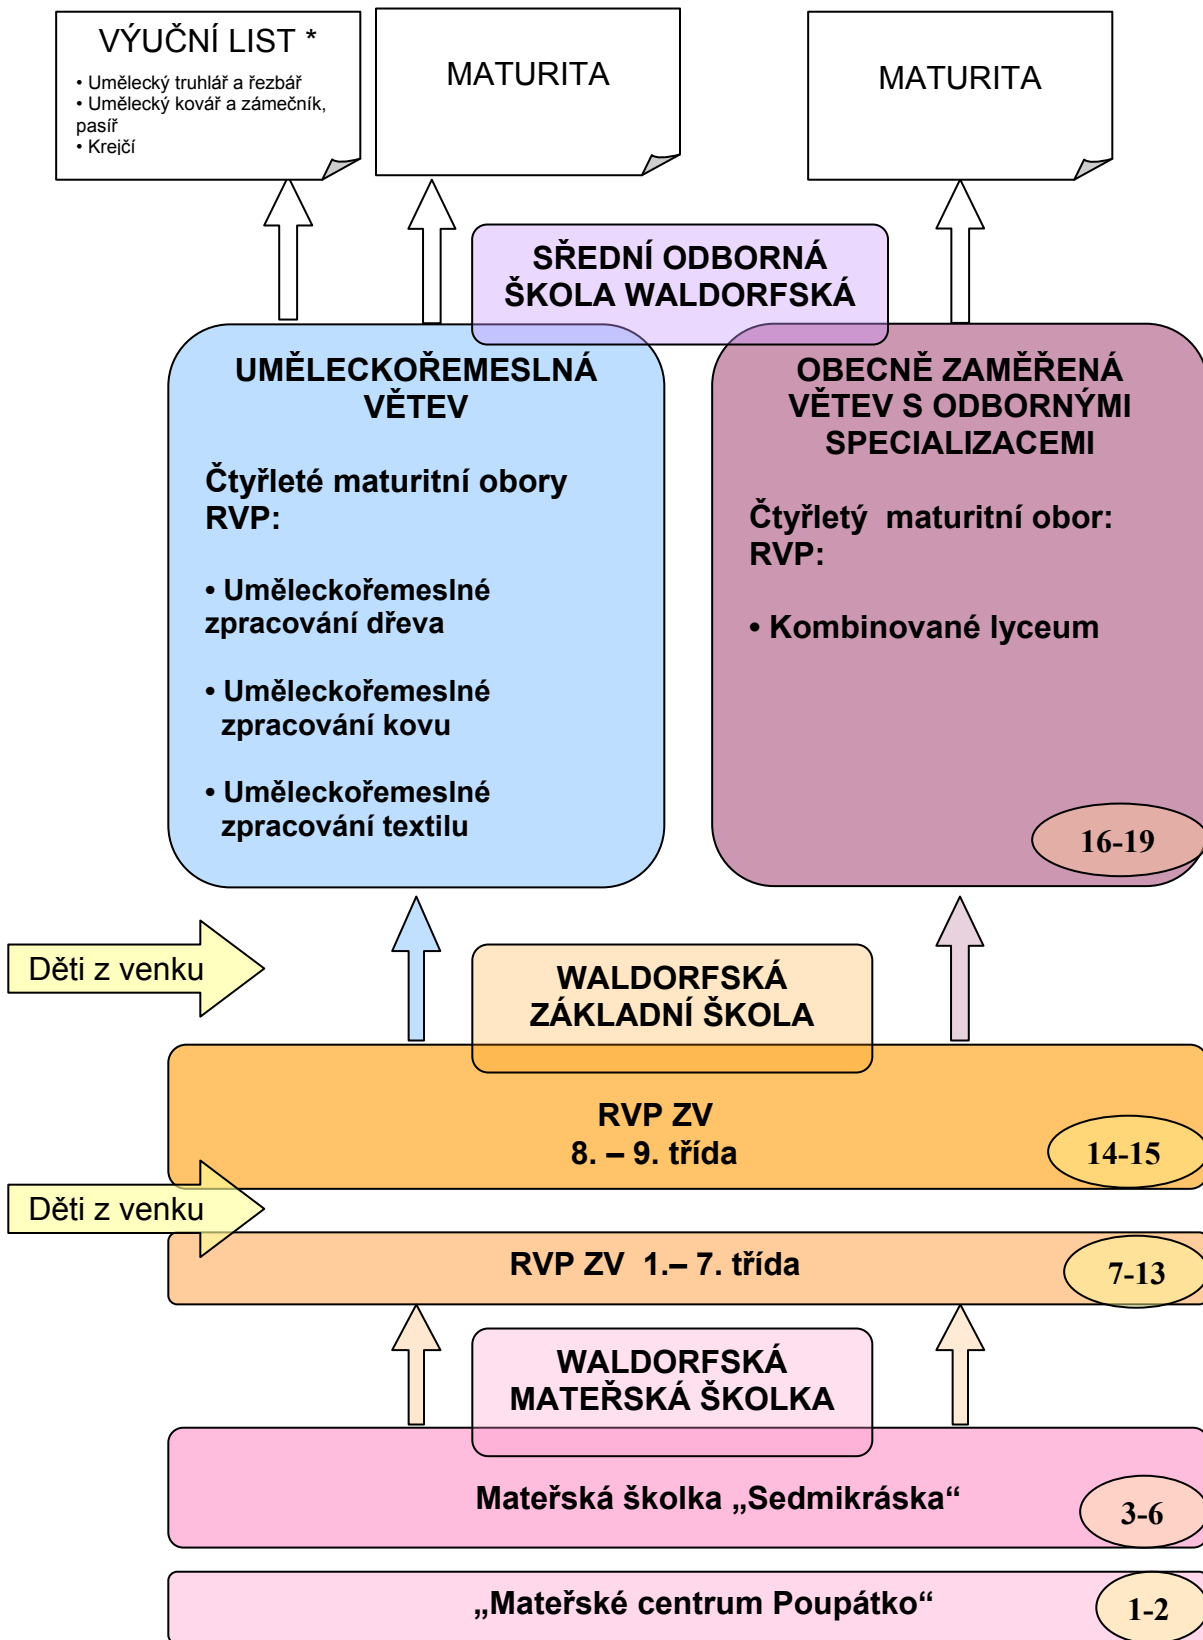 VÝUČNÍ LIST *
• Umělecký truhlář a řezbář
• Umělecký kovář a zámečník,
pasíř
• Krejčí
MATURITA
MATURITA
SŘEDNÍ ODBORNÁ
ŠKOLA WALDORFSKÁ
UMĚLECKOŘEMESLNÁ
VĚTEV
Čtyřleté maturitní obory
RVP:
• Uměleckořemeslné
zpracování dřeva
• Uměleckořemeslné
zpracování kovu
• Uměleckořemeslné
zpracování textilu
OBECNĚ ZAMĚŘENÁ
VĚTEV S ODBORNÝMI
SPECIALIZACEMI
Čtyřletý maturitní obor:
RVP:
• Kombinované lyceum
16-19
Děti z venku
WALDORFSKÁ
ZÁKLADNÍ ŠKOLA
RVP ZV
8. – 9. třída
14-15
Děti z venku
RVP ZV 1.– 7. třída
7-13
WALDORFSKÁ
MATEŘSKÁ ŠKOLKA
Mateřská školka „Sedmikráska“
3-6
„Mateřské centrum Poupátko“
1-2